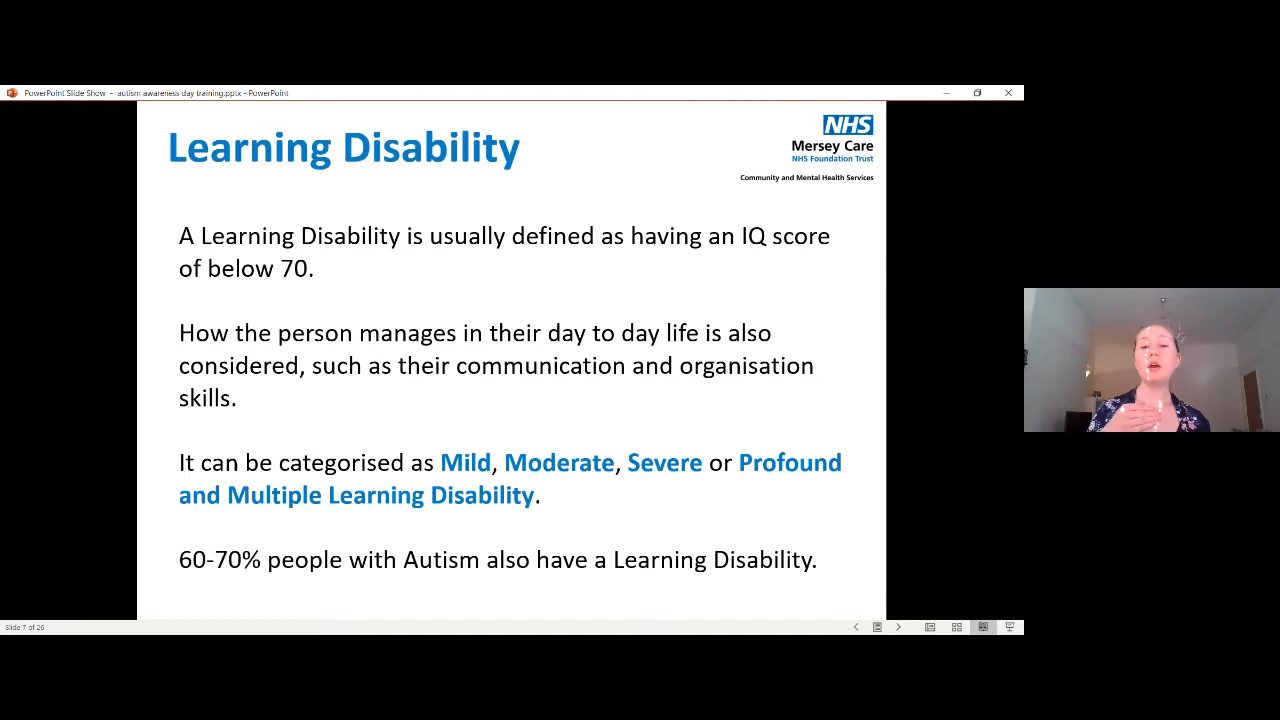 PowerPoint Slide Show - autism awareness day training.pptx - PowerPoint
Learning Disability
NHS
Mersey Care
NHS Foundation Trust
Community and Mental Health Services
A Learning Disability is usually defined as having an IQ score
of below 70.
How the person manages in their day to day life is also
considered, such as their communication and organisation
skills.
It can be categorised as Mild, Moderate, Severe or Profound
and Multiple Learning Disability.
60-70% people with Autism also have a Learning Disability.
Slide 7 of 26